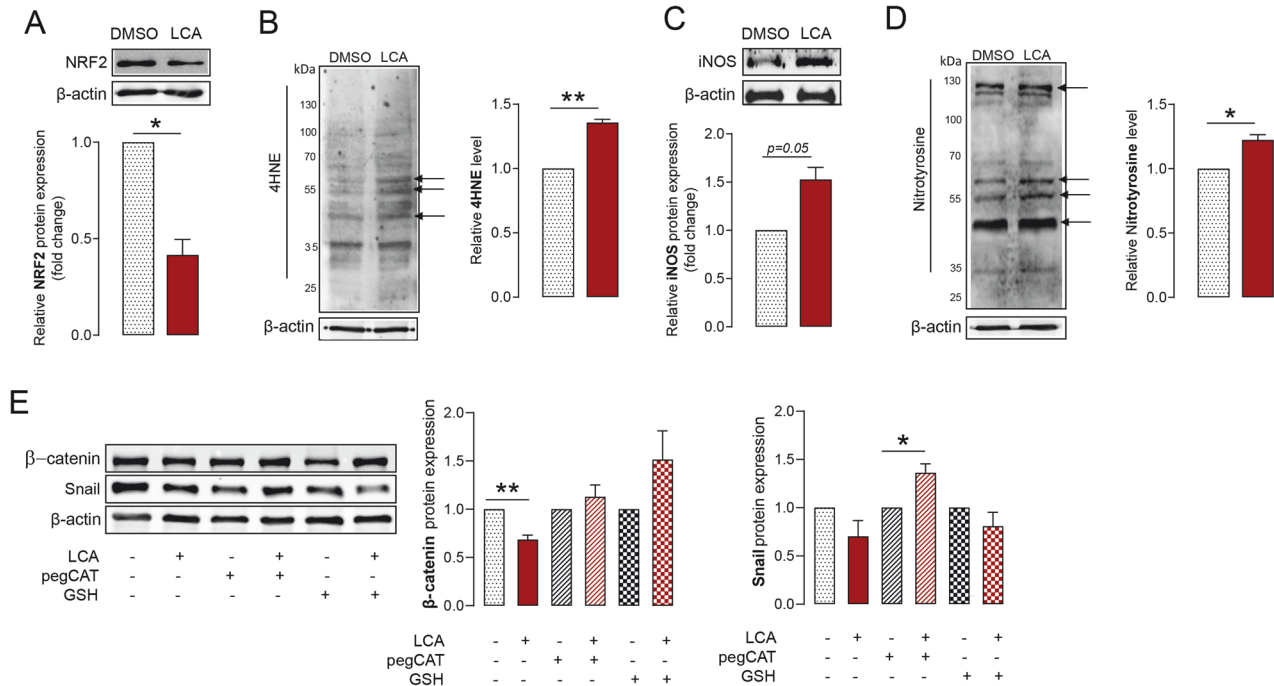 A
DMSO LCA
NRF2
β-actin
*
1.0
0.5
0.0
Relative NRF2 protein expression
(fold change)
B
DMSO LCA
kDa
130
100
70
55
35
25
4HNE
β-actin
**
1.5
1.0
0.5
0.0
Relative 4HNE level
C
DMSO LCA
iNOS
β-actin
p=0.05
2.0
1.5
1.0
0.5
0.0
Relative iNOS protein expression
(fold change)
D
DMSO LCA
kDa
130
100
70
55
35
25
Nitrotyrosine
β-actin
*
1.5
1.0
0.5
0.0
Relative Nitrotyrosine level
E
β–catenin
Snail
β-actin
LCA - + - + - +
pegCAT - - + + - -
GSH - - - - + +
β-catenin protein expression
2.0
1.5
1.0
0.5
0.0
**
LCA - + - + - +
pegCAT - - + + - -
GSH - - - - + +
Snail protein expression
2.0
1.5
1.0
0.5
0.0
*
LCA - + - + - +
pegCAT - - + + - -
GSH - - - - + +